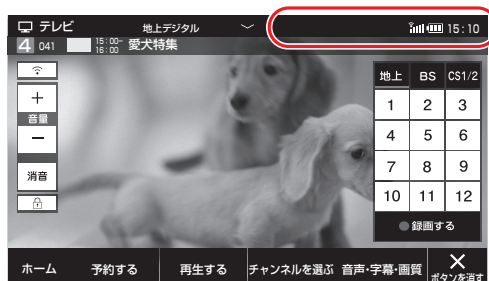 テレビ 地上デジタル 15:10
4 041 15:00- 16:00 愛犬特集
＋
音量
－
消音
地上 BS CS1/2
1 2 3
4 5 6
7 8 9
10 11 12
録画する
ホーム 予約する 再生する チャンネルを選ぶ 音声・字幕・画質 ボタンを消す